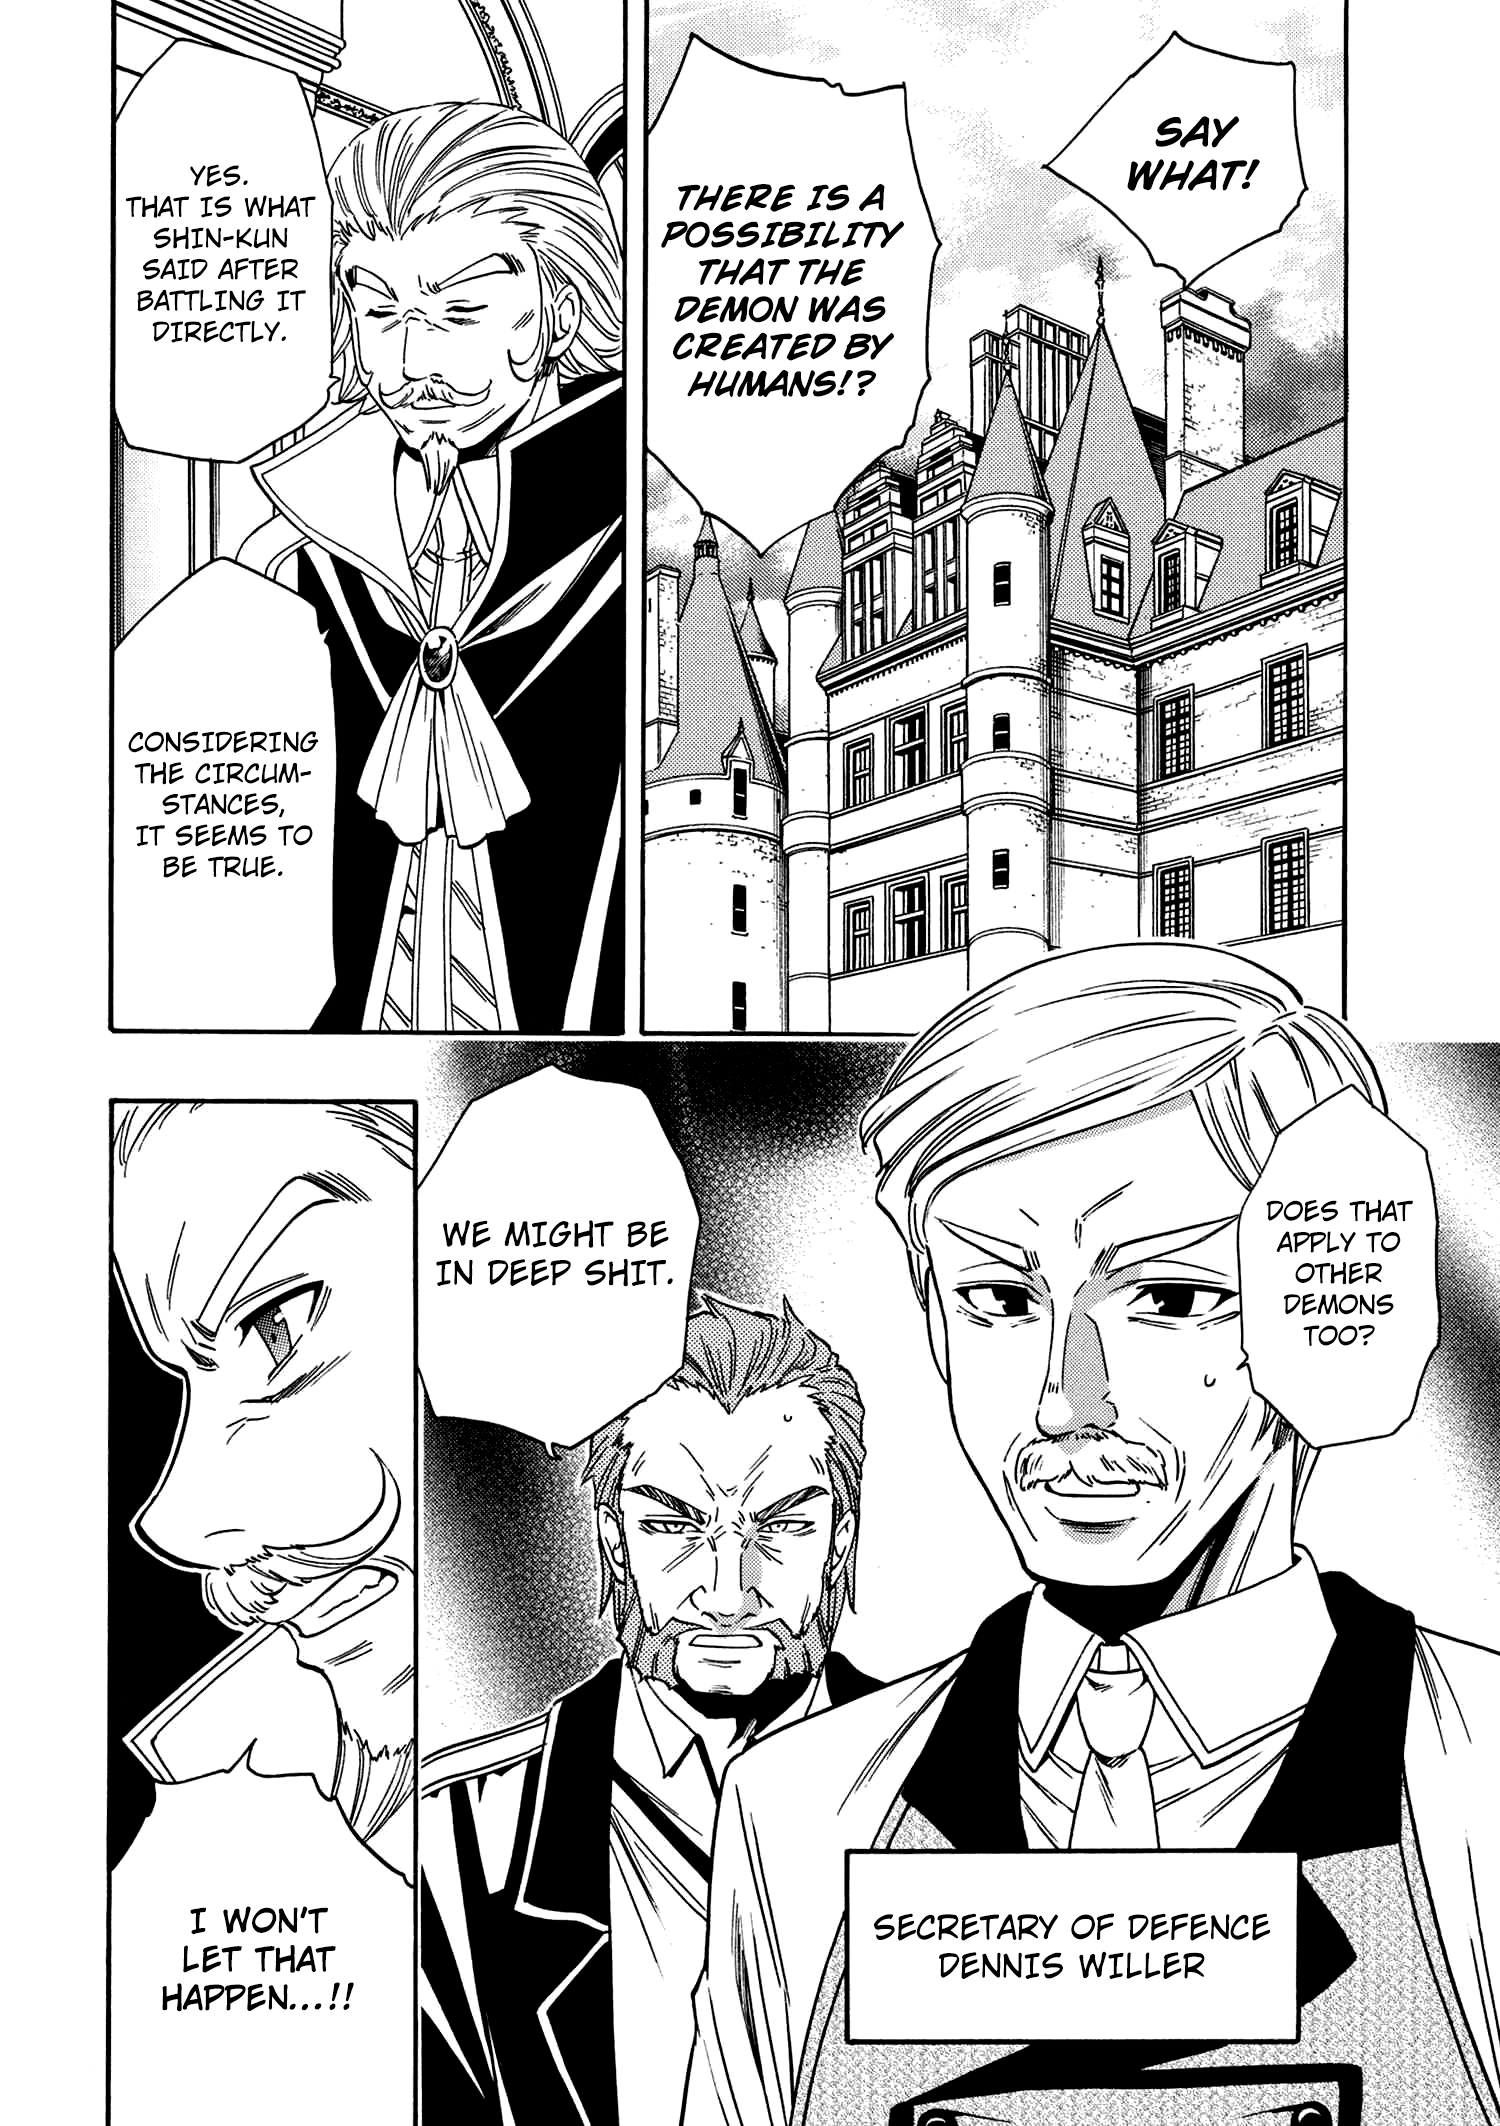 SAY
WHAT!
THERE IS A
POSSIBILITY
THAT THE
DEMON WAS
CREATED BY
HUMANS!?
YES.
THAT IS WHAT
SHIN-KUN
SAID AFTER
BATTLING IT
DIRECTLY.
CONSIDERING
THE CIRCUM-
STANCES,
IT SEEMS TO
BE TRUE.
DOES THAT
APPLY TO
OTHER
DEMONS
TOO?
SECRETARY OF DEFENCE
DENNIS WILLER
WE MIGHT BE
IN DEEP SHIT.
I WON'T
LET THAT
HAPPEN...!!